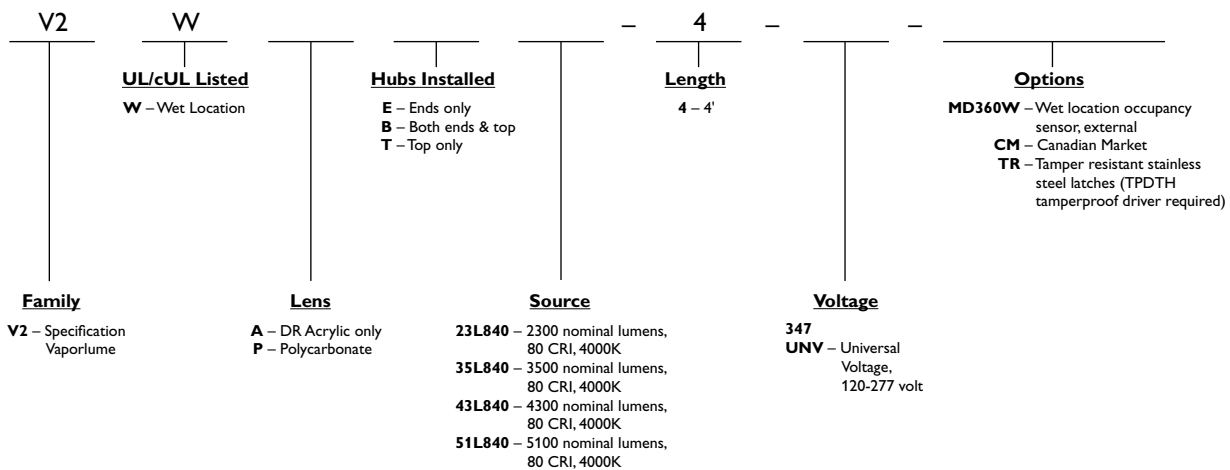 V2 W – 4 – –
UL/cUL Listed
W – Wet Location
Hubs Installed
E – Ends only
B – Both ends & top
T – Top only
Length
4 – 4'
Options
MD360W – Wet location occupancy
sensor, external
CM – Canadian Market
TR – Tamper resistant stainless
steel latches (TPDTH
tamperproof driver required)
Family
V2 – Specification
Vaporlume
Lens
A – DR Acrylic only
P – Polycarbonate
Source
23L840 – 2300 nominal lumens,
80 CRI, 4000K
35L840 – 3500 nominal lumens,
80 CRI, 4000K
43L840 – 4300 nominal lumens,
80 CRI, 4000K
51L840 – 5100 nominal lumens,
80 CRI, 4000K
Voltage
347
UNV – Universal
Voltage,
120-277 volt